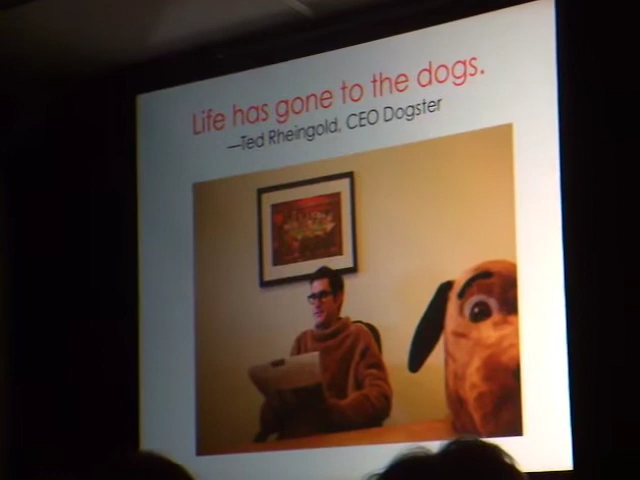 Life has gone to the dogs.
—Ted Rheingold, CEO Dogster